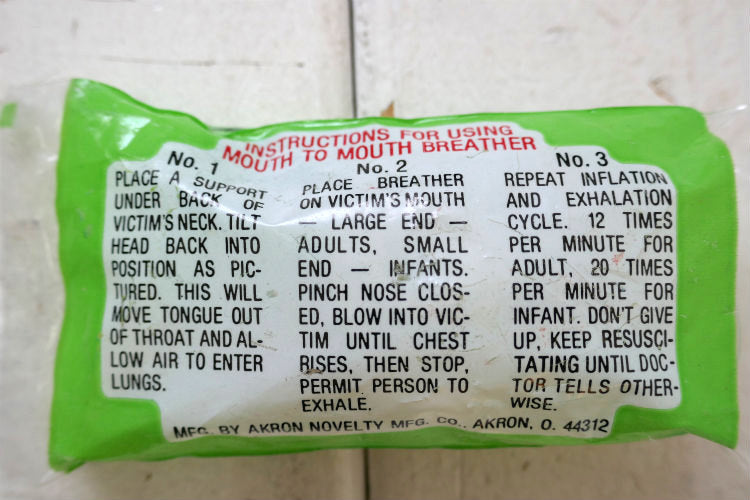 INSTRUCTIONS FOR USING
MOUTH TO MOUTH BREATHER
No. 1
PLACE A SUPPORT
UNDER BACK OF
VICTIM'S NECK. TILT
HEAD BACK INTO
POSITION AS PIC-
TURED. THIS WILL
MOVE TONGUE OUT
OF THROAT AND AL-
LOW AIR TO ENTER
LUNGS.
No. 2
PLACE BREATHER
ON VICTIM'S MOUTH
— LARGE END —
ADULTS, SMALL
END — INFANTS.
PINCH NOSE CLOS-
ED, BLOW INTO VIC-
TIM UNTIL CHEST
RISES, THEN STOP,
PERMIT PERSON TO
EXHALE.
No. 3
REPEAT INFLATION
AND EXHALATION
CYCLE. 12 TIMES
PER MINUTE FOR
ADULT, 20 TIMES
PER MINUTE FOR
INFANT. DON'T GIVE
UP, KEEP RESUSCI-
TATING UNTIL DOC-
TOR TELLS OTHER-
WISE.
MFG. BY AKRON NOVELTY MFG. CO., AKRON, O. 44312